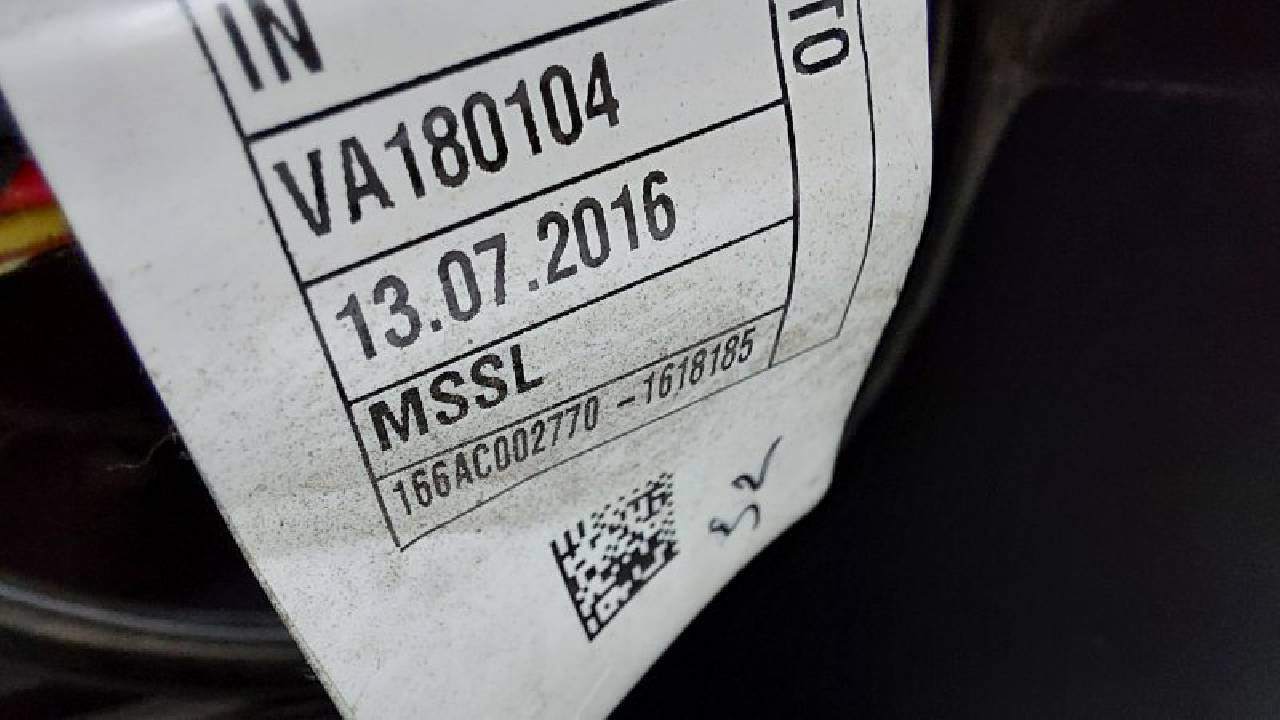 IN
VA180104
13.07.2016
MSSL
166AC002770 -1618185
TO